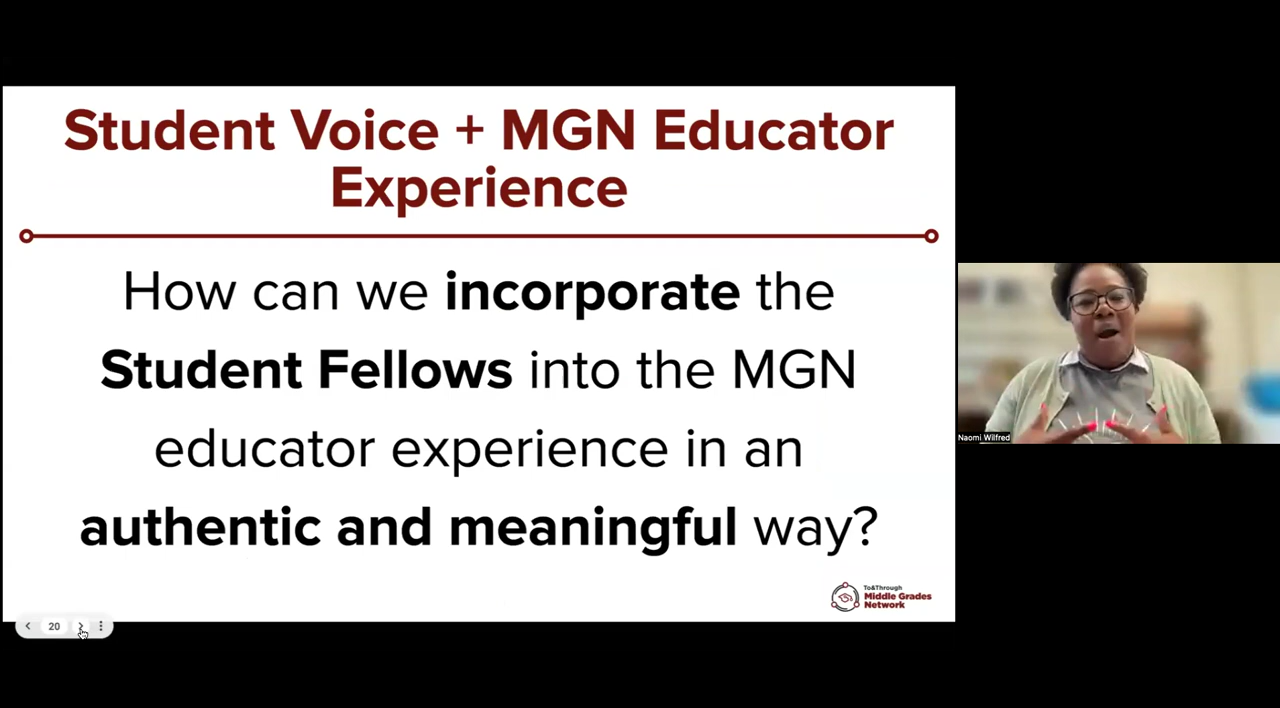 Student Voice + MGN Educator
Experience
How can we incorporate the
Student Fellows into the MGN
educator experience in an
authentic and meaningful way?
To&Through
Middle Grades
Network
20
Naomi Wilfred